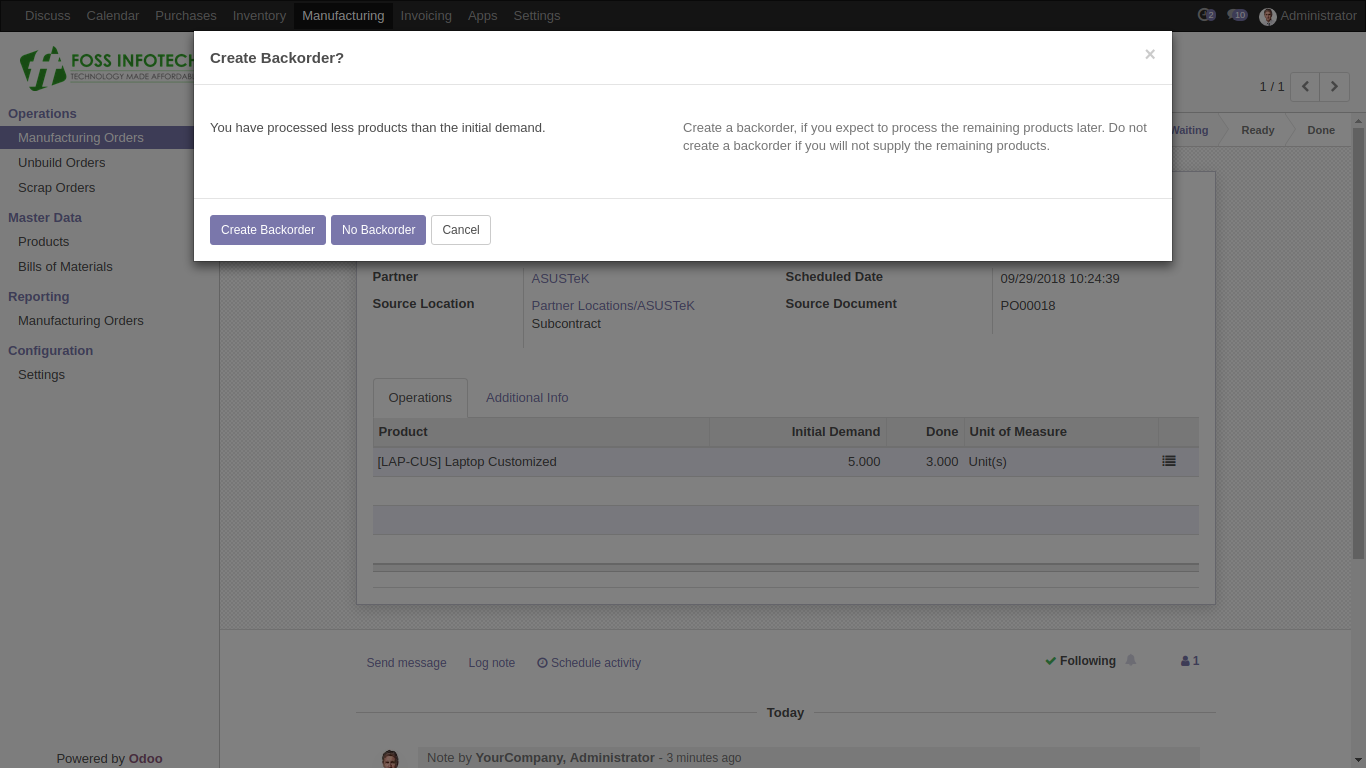 Discuss Calendar Purchases Inventory Manufacturing Invoicing Apps Settings 2 10 Administrator
FOSS INFOTECH
TECHNOLOGY MADE AFFORDABLE
Create Backorder? ×
1 / 1
Operations
Manufacturing Orders
Unbuild Orders
Scrap Orders
Master Data
Products
Bills of Materials
Reporting
Manufacturing Orders
Configuration
Settings
You have processed less products than the initial demand.
Create a backorder, if you expect to process the remaining products later. Do not
create a backorder if you will not supply the remaining products.
Waiting Ready Done
Create Backorder No Backorder Cancel
Partner ASUSTeK Scheduled Date 09/29/2018 10:24:39
Source Location Partner Locations/ASUSTeK Source Document PO00018
Subcontract
Operations Additional Info
Product Initial Demand Done Unit of Measure
[LAP-CUS] Laptop Customized 5.000 3.000 Unit(s)
Send message Log note Schedule activity Following 1
Today
Note by YourCompany, Administrator - 3 minutes ago
Powered by Odoo